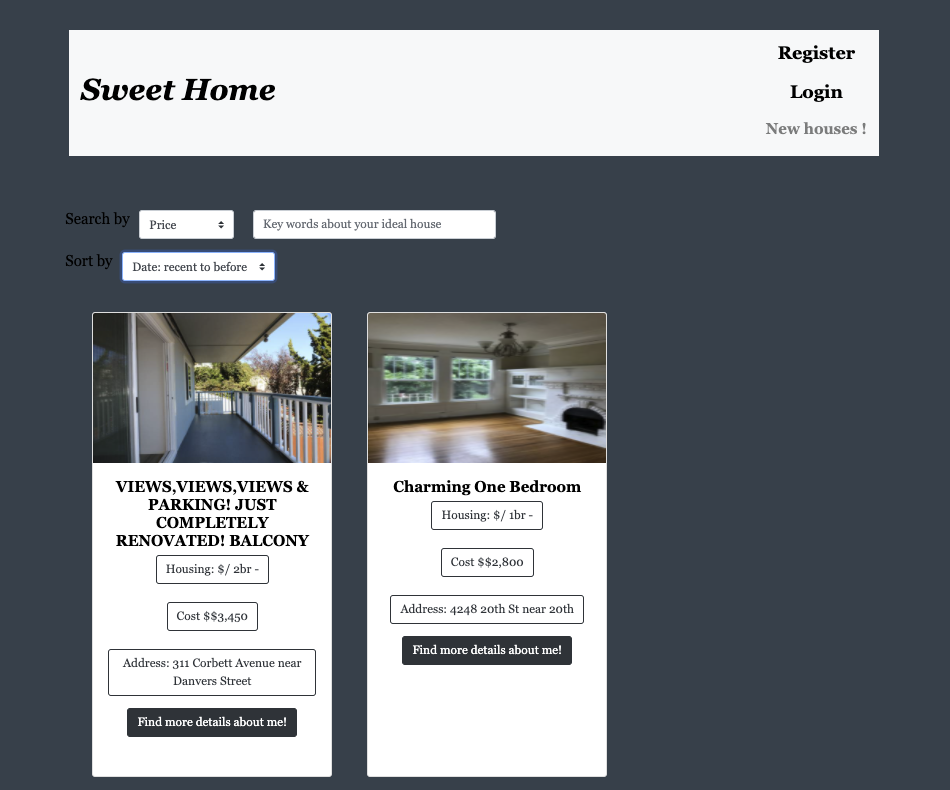 Sweet Home
Register
Login
New houses !
Search by
Price
Key words about your ideal house
Sort by
Date: recent to before
VIEWS,VIEWS,VIEWS &
PARKING! JUST
COMPLETELY
RENOVATED! BALCONY
Housing: $/ 2br -
Cost $$3,450
Address: 311 Corbett Avenue near
Danvers Street
Find more details about me!
Charming One Bedroom
Housing: $/ 1br -
Cost $$2,800
Address: 4248 20th St near 20th
Find more details about me!